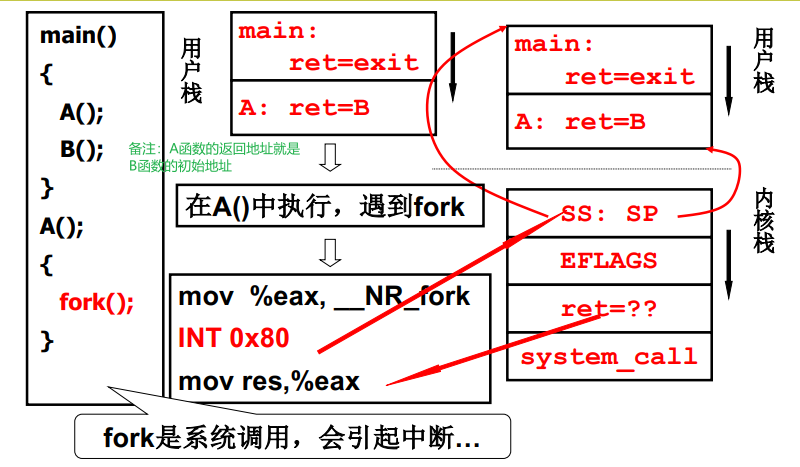 main()
{
A();
B();
}
A();
{
fork();
}
备注：A函数的返回地址就是
B函数的初始地址
用户栈
main:
ret=exit
A: ret=B
在A()中执行，遇到fork
mov %eax, __NR_fork
INT 0x80
mov res,%eax
fork是系统调用，会引起中断…
main:
ret=exit
A: ret=B
用户栈
SS: SP
EFLAGS
ret=??
system_call
内核栈